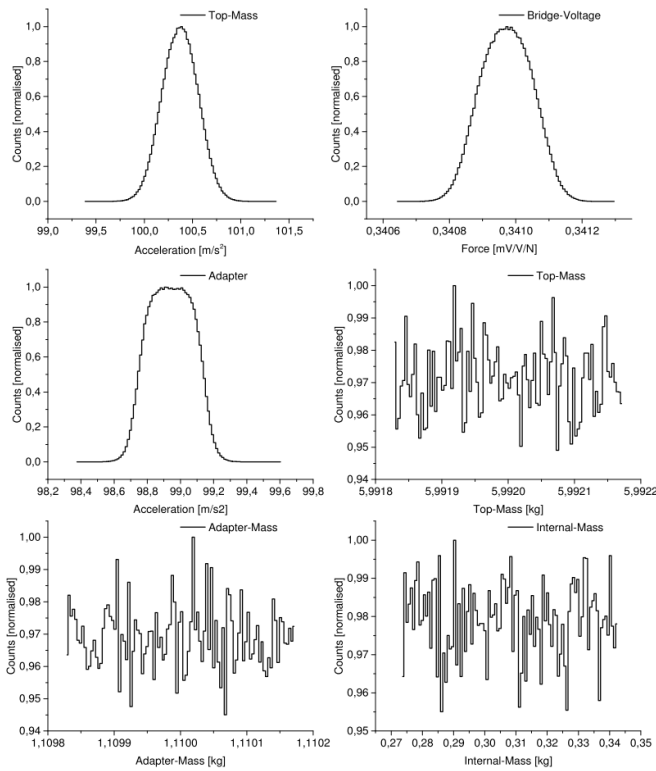 Top-Mass
Counts [normalised]
1,0
0,8
0,6
0,4
0,2
0,0
99,0 99,5 100,0 100,5 101,0 101,5
Acceleration [m/s²]
Bridge-Voltage
Counts [normalised]
1,0
0,8
0,6
0,4
0,2
0,0
0,3406 0,3408 0,3410 0,3412
Force [mV/V/N]
Adapter
Counts [normalised]
1,0
0,8
0,6
0,4
0,2
0,0
98,2 98,4 98,6 98,8 99,0 99,2 99,4 99,6 99,8
Acceleration [m/s2]
Top-Mass
Counts [normalised]
1,00
0,99
0,98
0,97
0,96
0,95
0,94
5,9918 5,9919 5,9920 5,9921 5,9922
Top-Mass [kg]
Adapter-Mass
Counts [normalised]
1,00
0,99
0,98
0,97
0,96
0,95
0,94
1,1098 1,1099 1,1100 1,1101 1,1102
Adapter-Mass [kg]
Internal-Mass
Counts [normalised]
1,00
0,99
0,98
0,97
0,96
0,95
0,27 0,28 0,29 0,30 0,31 0,32 0,33 0,34 0,35
Internal-Mass [kg]